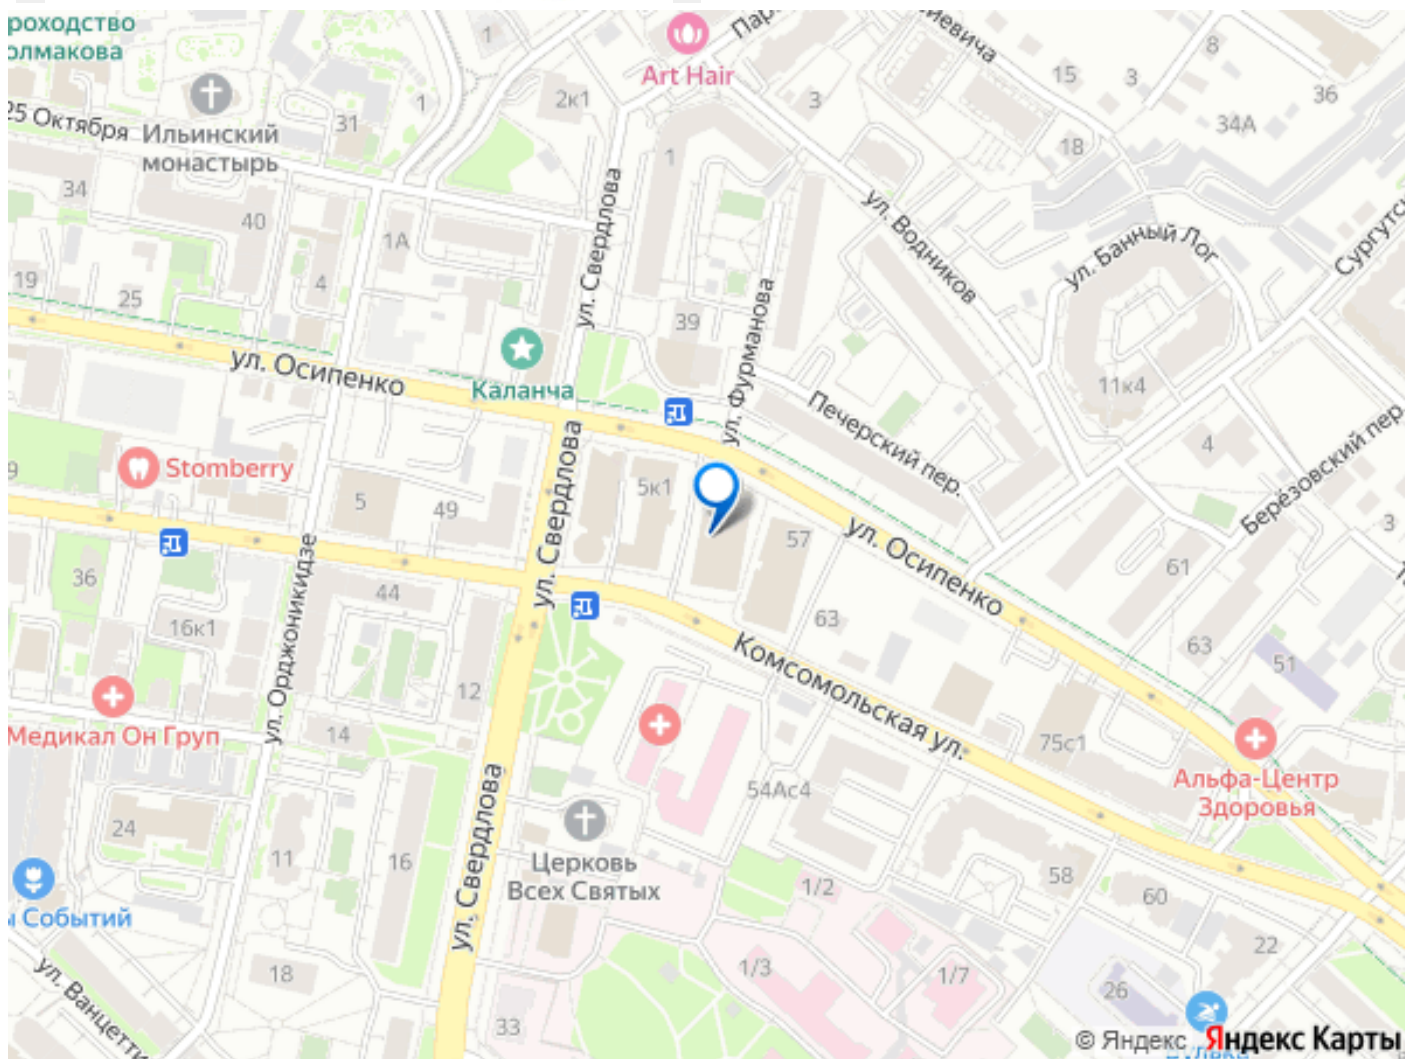 роходство
олмакова
25 Октября
Ильинский
монастырь
31
1
1
2к1
Art Hair
3
15
3
8
36
34А
18
34
40
1А
4
19
25
1
ул. Свердлова
39
ул. Фурманова
ул. Водников
ул. Банный Лог
11к4
ул. Осипенко
Каланча
Печерский пер.
4
Берёзовский пер.
3
Stomberry
5
49
5к1
57
ул. Свердлова
ул. Осипенко
61
63
51
36
16к1
44
ул. Орджоникидзе
12
63
Комсомольская ул.
Медикал Он Груп
14
75с1
Альфа-Центр
Здоровья
54Ас4
24
11
16
ул. Свердлова
Церковь
Всех Святых
1/2
58
60
22
ы Событий
18
33
1/3
1/7
26
ул. Ванцетти
© Яндекс Яндекс Карты